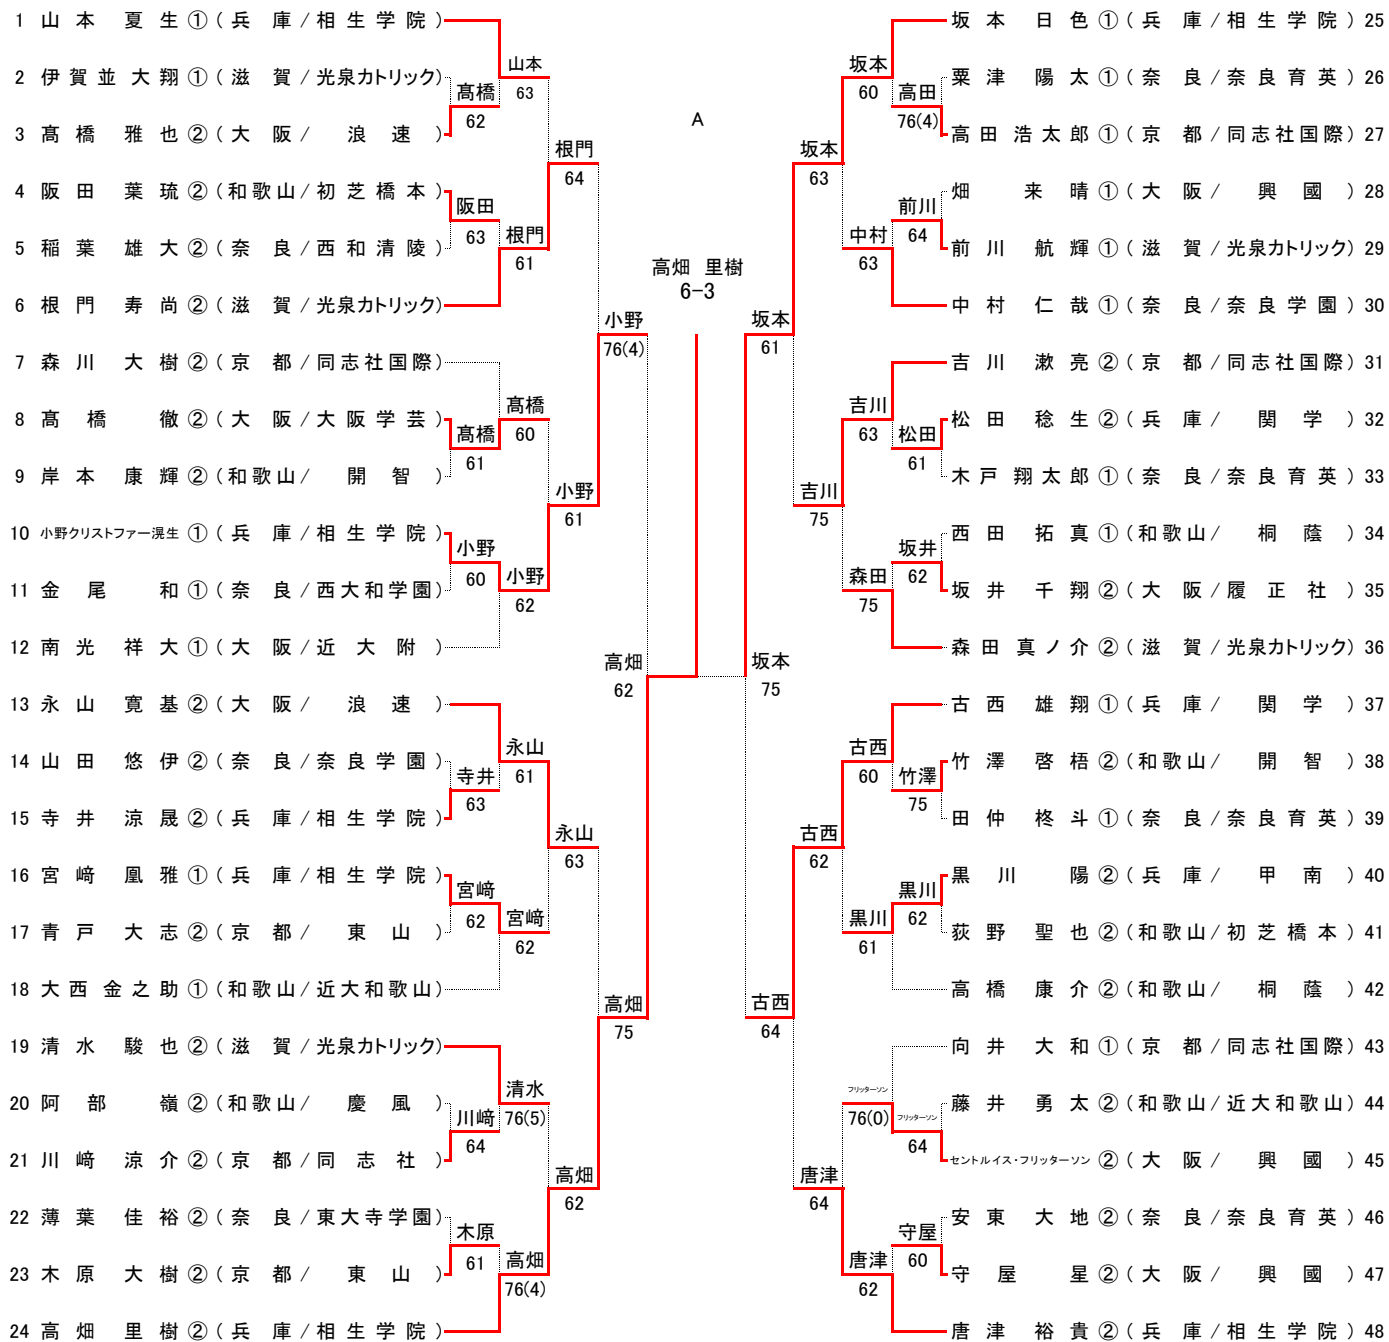 1 山本 夏生 ① (兵庫/相生学院)
2 伊賀並大翔 ① (滋賀/光泉カトリック)
3 髙橋 雅也 ② (大阪/浪速)
4 阪田 葉琉 ② (和歌山/初芝橋本)
5 稲葉 雄大 ② (奈良/西和清陵)
6 根門 寿尚 ② (滋賀/光泉カトリック)
7 森川 大樹 ② (京都/同志社国際)
8 髙橋 徹 ② (大阪/大阪学芸)
9 岸本 康輝 ② (和歌山/開智)
10 小野クリストファー滉生 ① (兵庫/相生学院)
11 金尾 和 ① (奈良/西大和学園)
12 南光 祥大 ① (大阪/近大附)
13 永山 寛基 ② (大阪/浪速)
14 山田 悠伊 ② (奈良/奈良学園)
15 寺井 涼晟 ② (兵庫/相生学院)
16 宮﨑 凰雅 ① (兵庫/相生学院)
17 青戸 大志 ② (京都/東山)
18 大西金之助 ① (和歌山/近大和歌山)
19 清水 駿也 ② (滋賀/光泉カトリック)
20 阿部 嶺 ② (和歌山/慶風)
21 川﨑 涼介 ② (京都/同志社)
22 薄葉 佳裕 ② (奈良/東大寺学園)
23 木原 大樹 ② (京都/東山)
24 高畑 里樹 ② (兵庫/相生学院)
髙橋
62
阪田
63
髙橋
61
小野
60
寺井
63
宮﨑
62
川﨑
64
木原
61
山本
63
根門
61
髙橋
60
小野
62
永山
61
宮﨑
62
清水
76(5)
高畑
76(4)
根門
64
小野
61
永山
63
高畑
62
小野
76(4)
高畑
75
高畑
62
A
高畑 里樹
6-3
坂本
75
坂本
61
古西
64
坂本
63
吉川
75
古西
62
唐津
64
坂本
60
中村
63
吉川
63
森田
75
古西
60
黒川
61
フリッターソン
76(0)
唐津
62
高田
76(4)
前川
64
松田
61
坂井
62
竹澤
75
黒川
62
フリッターソン
64
守屋
60
坂本 日色 ① (兵庫/相生学院) 25
粟津 陽太 ① (奈良/奈良育英) 26
高田浩太郎 ① (京都/同志社国際) 27
畑 来晴 ① (大阪/興國) 28
前川 航輝 ① (滋賀/光泉カトリック) 29
中村 仁哉 ① (奈良/奈良学園) 30
吉川 漱亮 ② (京都/同志社国際) 31
松田 稔生 ② (兵庫/関学) 32
木戸翔太郎 ① (奈良/奈良育英) 33
西田 拓真 ① (和歌山/桐蔭) 34
坂井 千翔 ② (大阪/履正社) 35
森田真ノ介 ② (滋賀/光泉カトリック) 36
古西 雄翔 ① (兵庫/関学) 37
竹澤 啓梧 ② (和歌山/開智) 38
田仲 柊斗 ① (奈良/奈良育英) 39
黒川 陽 ② (兵庫/甲南) 40
荻野 聖也 ② (和歌山/初芝橋本) 41
高橋 康介 ② (和歌山/桐蔭) 42
向井 大和 ① (京都/同志社国際) 43
藤井 勇太 ② (和歌山/近大和歌山) 44
セントルイス・フリッターソン ② (大阪/興國) 45
安東 大地 ② (奈良/奈良育英) 46
守屋 星 ② (大阪/興國) 47
唐津 裕貴 ② (兵庫/相生学院) 48